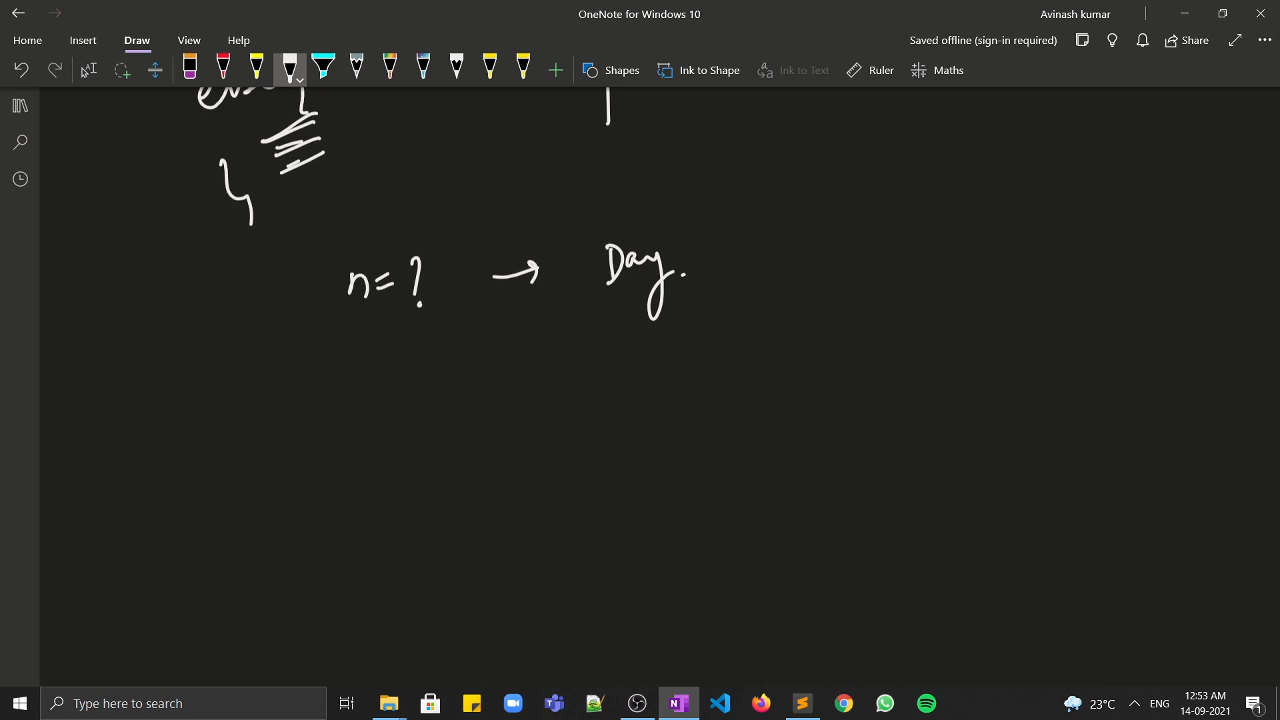 OneNote for Windows 10
Avinash kumar
Home Insert Draw View Help
Saved offline (sign-in required) Share
Shapes Ink to Shape Ink to Text Ruler Maths
n = ? → Day.
Type here to search
23°C ENG
12:53 AM
14-09-2021